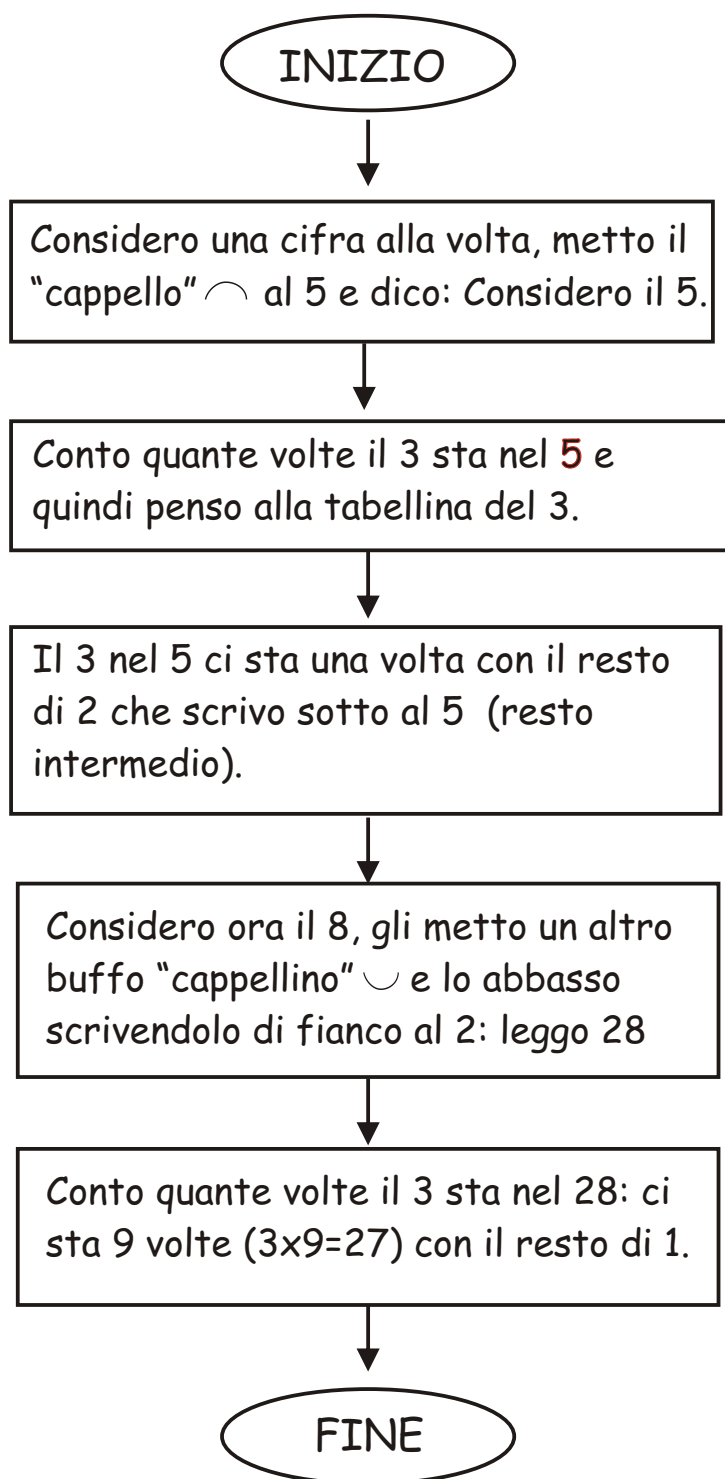 INIZIO
Considero una cifra alla volta, metto il
“cappello” al 5 e dico: Considero il 5.
Conto quante volte il 3 sta nel 5 e
quindi penso alla tabellina del 3.
Il 3 nel 5 ci sta una volta con il resto
di 2 che scrivo sotto al 5 (resto
intermedio).
Considero ora il 8, gli metto un altro
buffo “cappellino” e lo abbasso
scrivendolo di fianco al 2: leggo 28
Conto quante volte il 3 sta nel 28: ci
sta 9 volte (3x9=27) con il resto di 1.
FINE